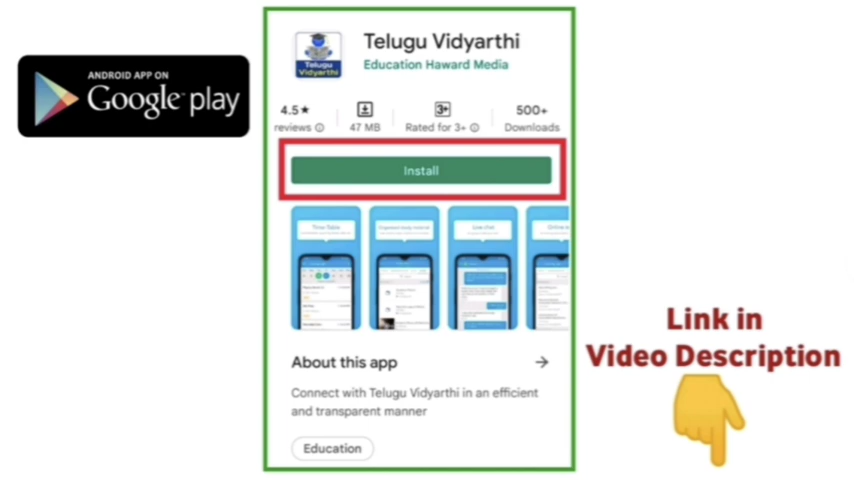 ANDROID APP ON
Google play
Telugu
Vidyarthi
Telugu Vidyarthi
Education Haward Media
4.5★
reviews
47 MB
3+
Rated for 3+
500+
Downloads
Install
Time Table
Live chat
About this app
Connect with Telugu Vidyarthi in an efficient
and transparent manner
Education
Link in
Video Description